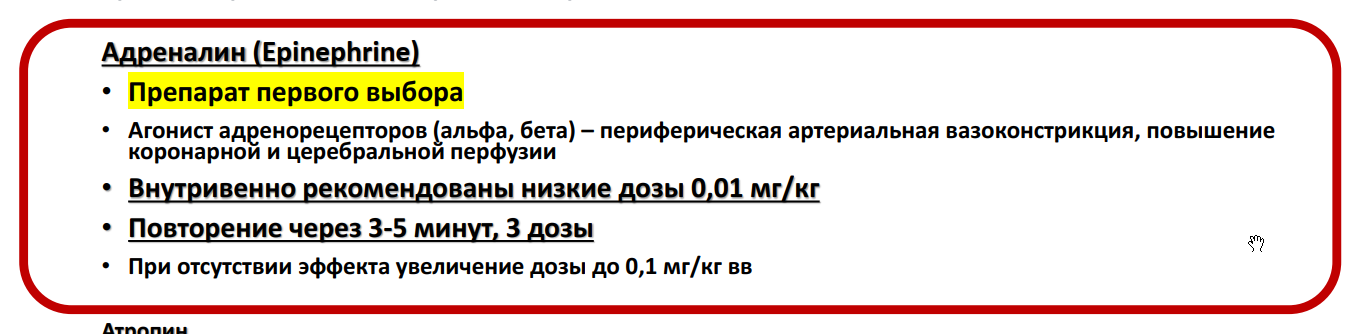 Адреналин (Epinephrine)
• Препарат первого выбора
• Агонист адренорецепторов (альфа, бета) – периферическая артериальная вазоконстрикция, повышение
коронарной и церебральной перфузии
• Внутривенно рекомендованы низкие дозы 0,01 мг/кг
• Повторение через 3-5 минут, 3 дозы
• При отсутствии эффекта увеличение дозы до 0,1 мг/кг вв
Атропин